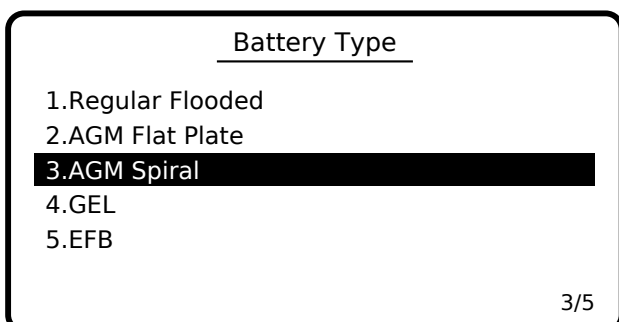 Battery Type
1.Regular Flooded
2.AGM Flat Plate
3.AGM Spiral
4.GEL
5.EFB
3/5